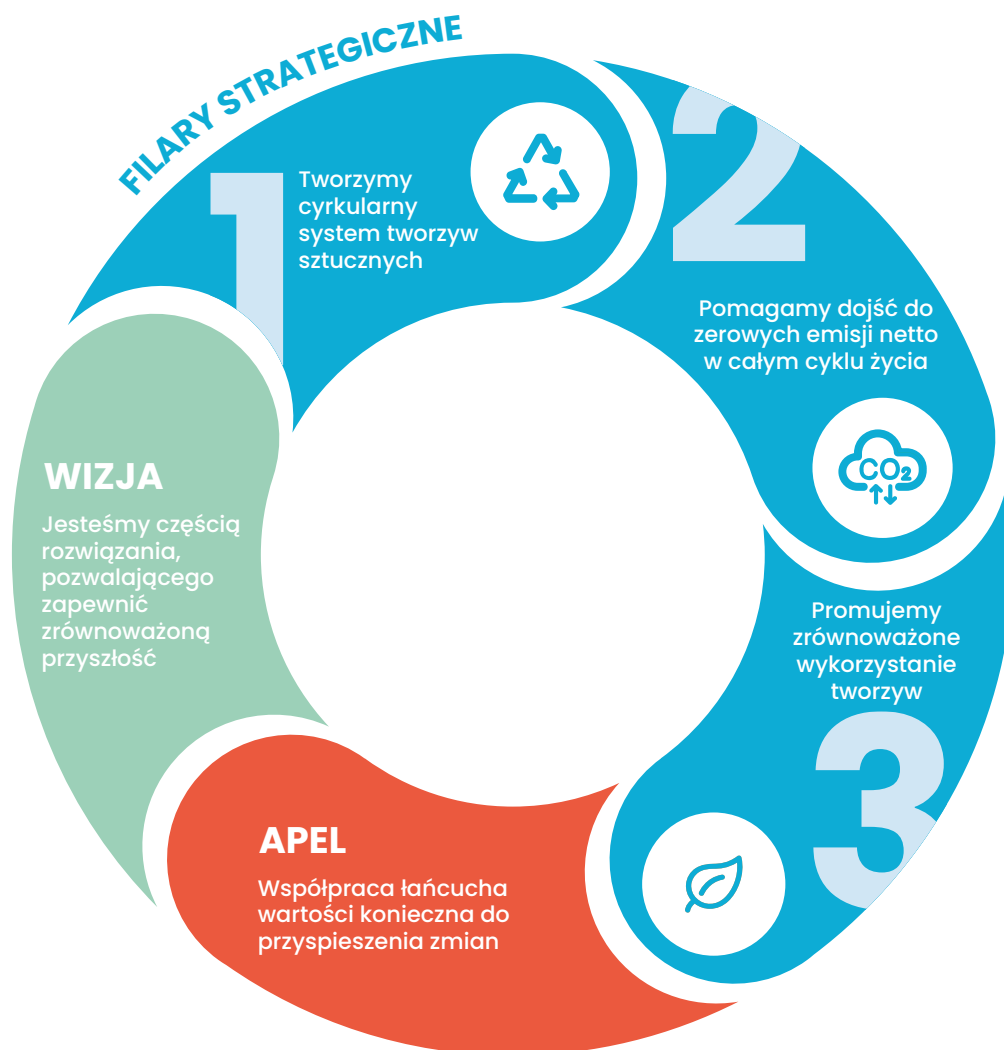 FILARY STRATEGICZNE
1
Tworzymy
cyrkularny
system tworzyw
sztucznych
2
Pomagamy dojść do
zerowych emisji netto
w całym cyklu życia
CO₂
Promujemy
zrównoważone
wykorzystanie
tworzyw
3
APEL
Współpraca łańcucha
wartości konieczna do
przyspieszenia zmian
WIZJA
Jesteśmy częścią
rozwiązania,
pozwalającego
zapewnić
zrównoważoną
przyszłość